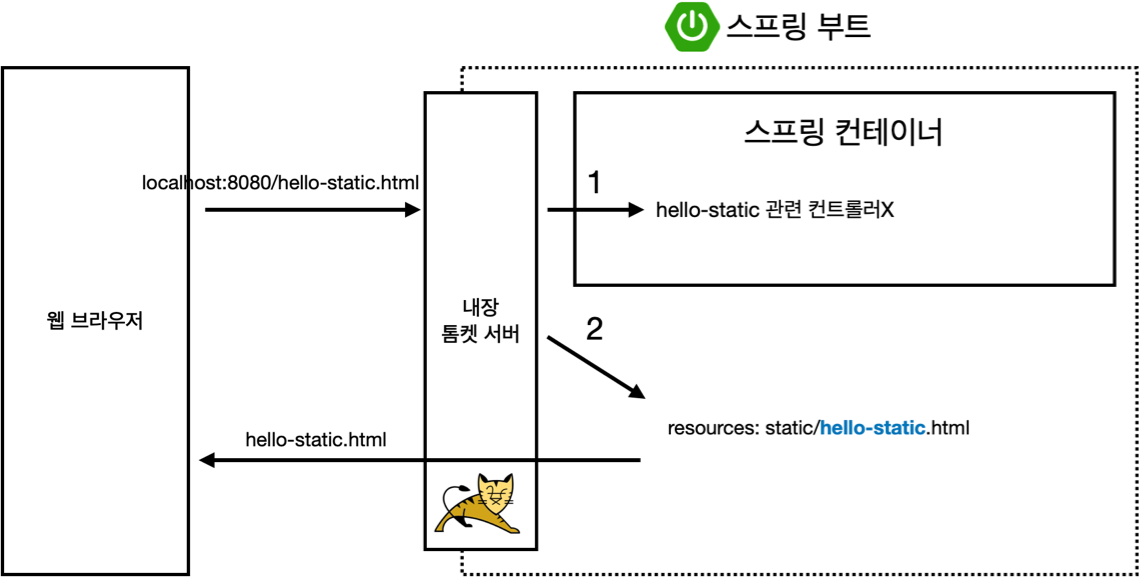 스프링 부트
스프링 컨테이너
localhost:8080/hello-static.html
1
hello-static 관련 컨트롤러X
웹 브라우저
내장
톰켓 서버
2
resources: static/hello-static.html
hello-static.html